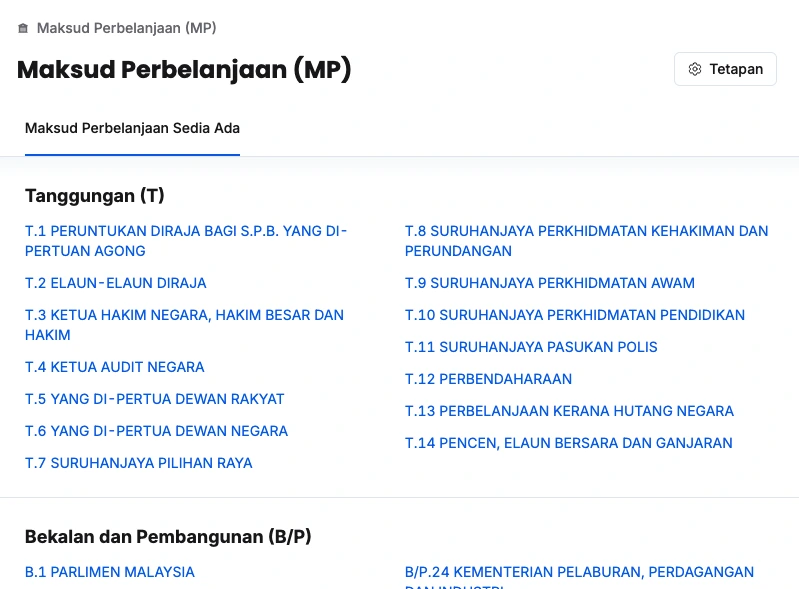 Maksud Perbelanjaan (MP)
Maksud Perbelanjaan (MP)
Tetapan
Maksud Perbelanjaan Sedia Ada
Tanggungan (T)
T.1 PERUNTUKAN DIRAJA BAGI S.P.B. YANG DI-
PERTUAN AGONG
T.2 ELAUN-ELAUN DIRAJA
T.3 KETUA HAKIM NEGARA, HAKIM BESAR DAN
HAKIM
T.4 KETUA AUDIT NEGARA
T.5 YANG DI-PERTUA DEWAN RAKYAT
T.6 YANG DI-PERTUA DEWAN NEGARA
T.7 SURUHANJAYA PILIHAN RAYA
T.8 SURUHANJAYA PERKHIDMATAN KEHAKIMAN DAN
PERUNDANGAN
T.9 SURUHANJAYA PERKHIDMATAN AWAM
T.10 SURUHANJAYA PERKHIDMATAN PENDIDIKAN
T.11 SURUHANJAYA PASUKAN POLIS
T.12 PERBENDAHARAAN
T.13 PERBELANJAAN KERANA HUTANG NEGARA
T.14 PENCEN, ELAUN BERSARA DAN GANJARAN
Bekalan dan Pembangunan (B/P)
B.1 PARLIMEN MALAYSIA
B/P.24 KEMENTERIAN PELABURAN, PERDAGANGAN
DAN INDUSTRI